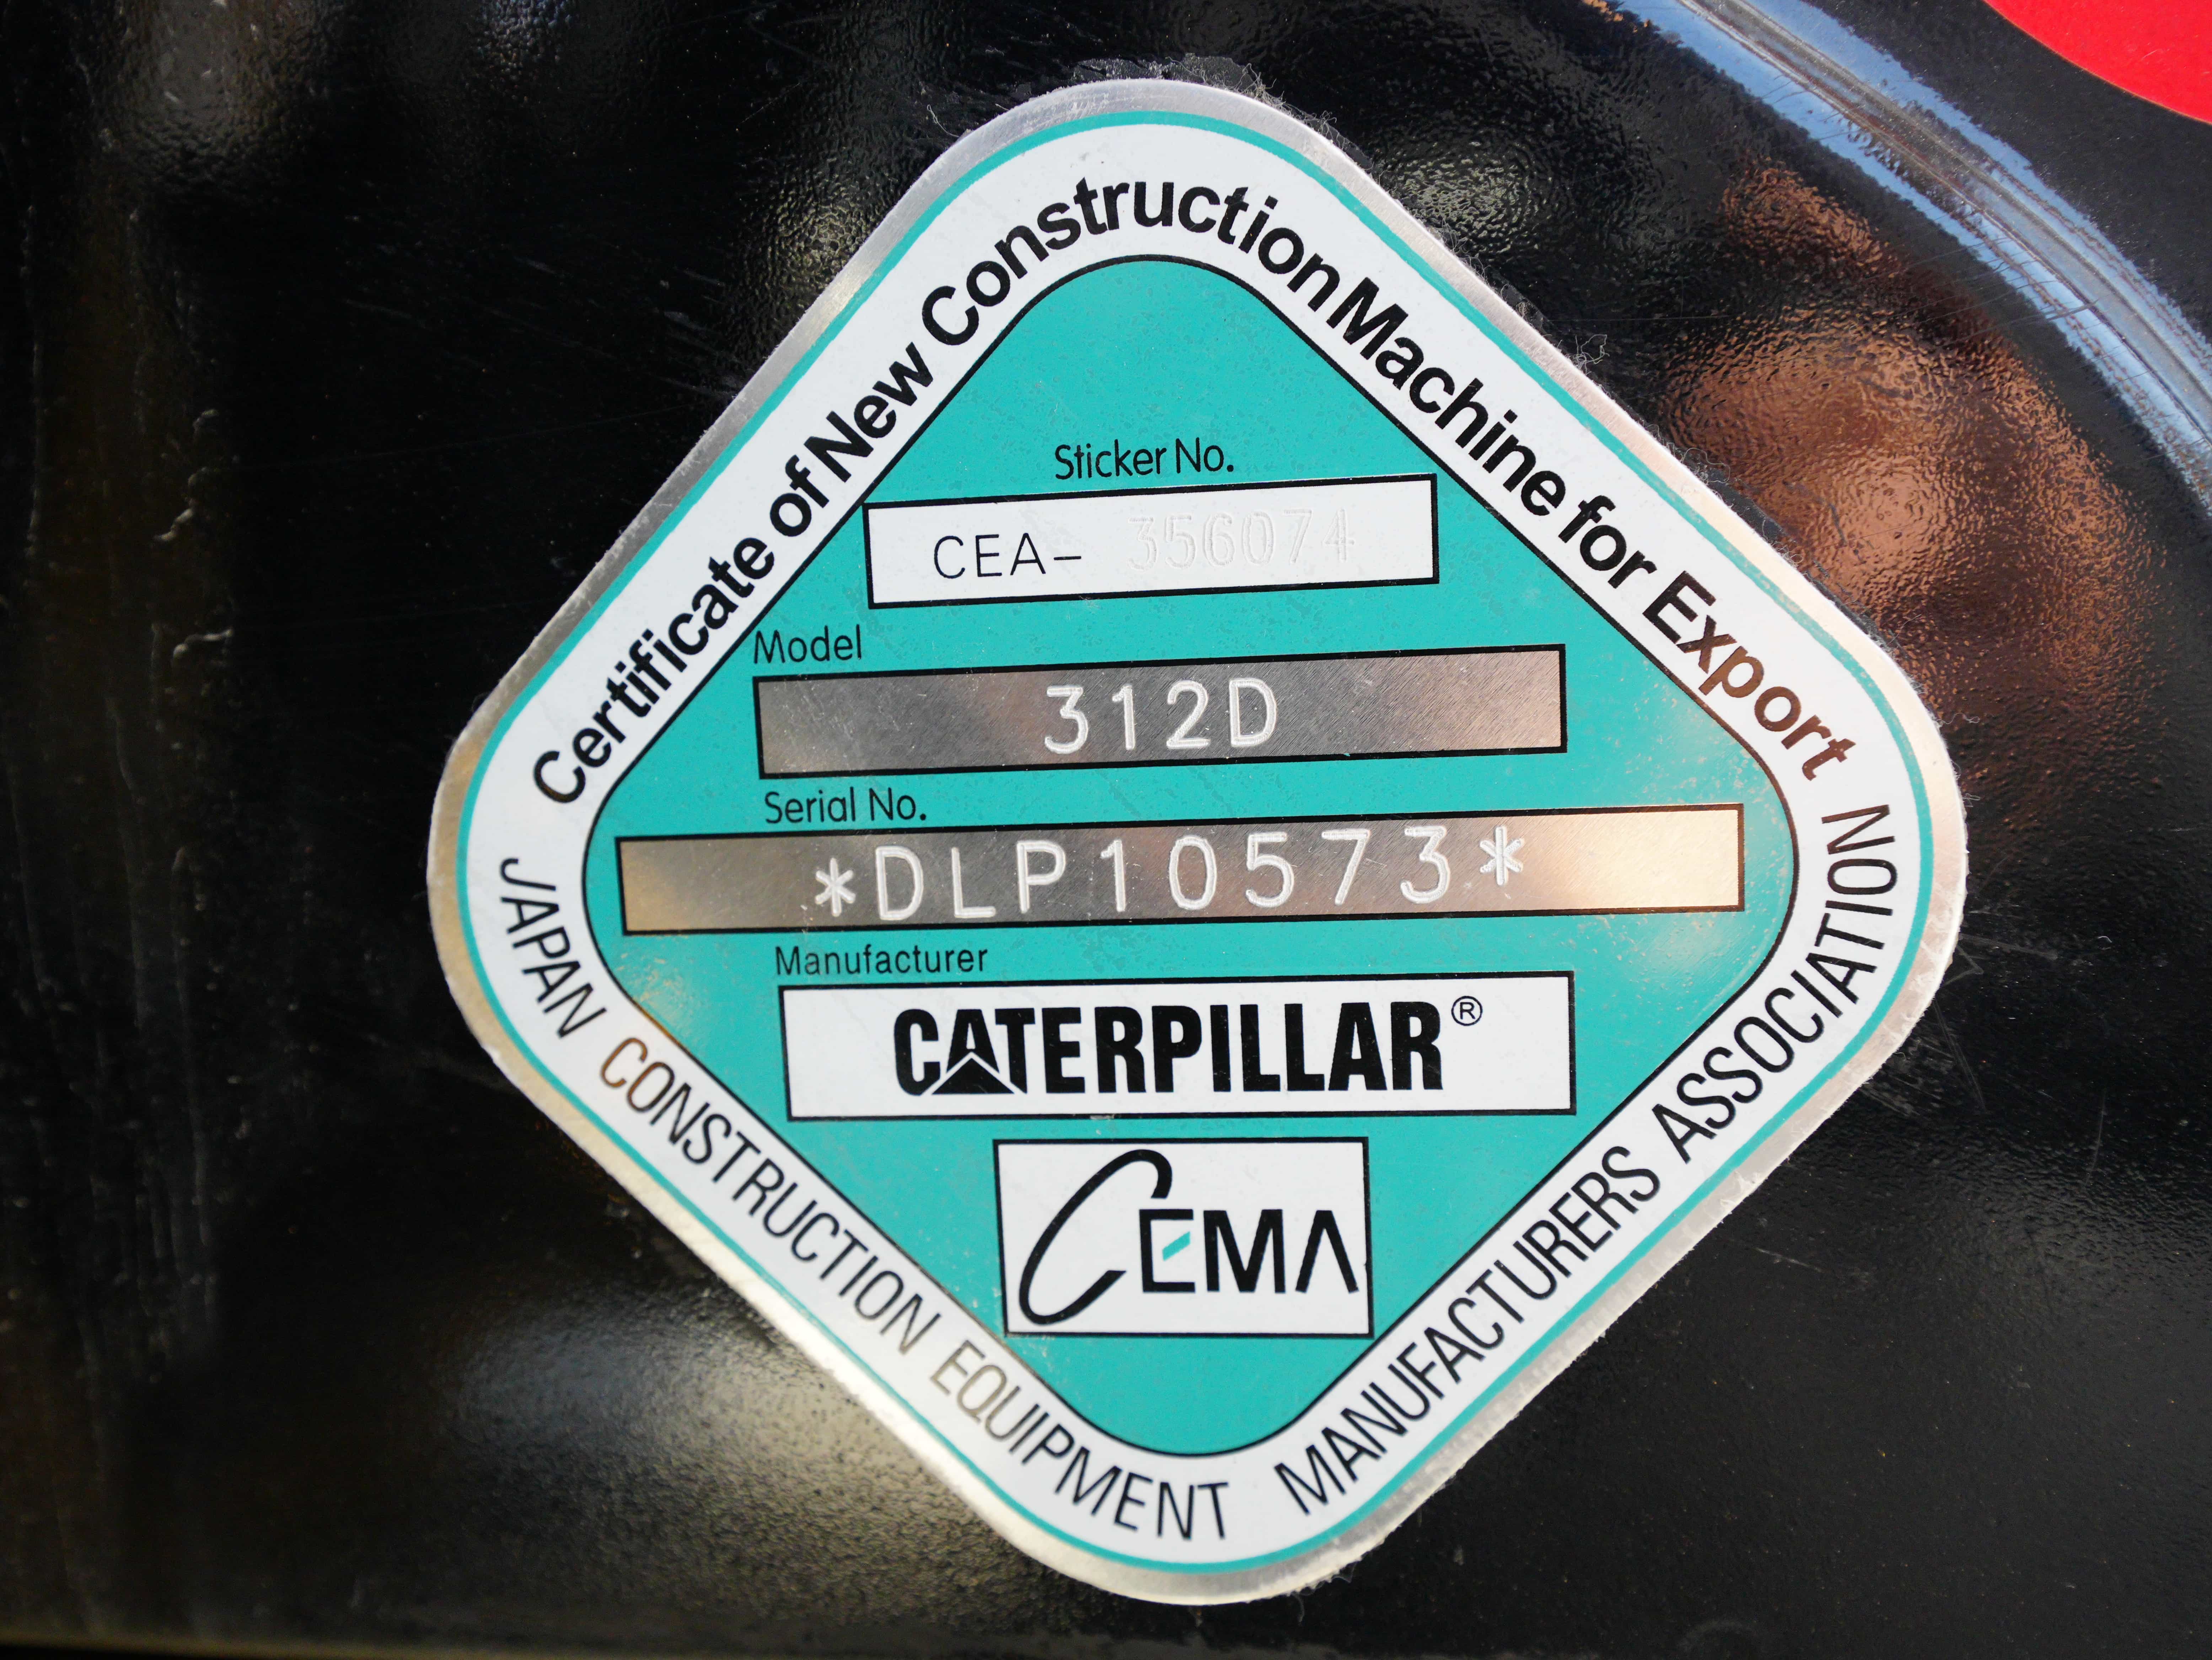 Certificate of New Construction Machine for Export
Sticker No.
CEA- 356074
Model
312D
Serial No.
*DLP10573*
Manufacturer
CATERPILLAR®
CEMA
JAPAN CONSTRUCTION EQUIPMENT MANUFACTURERS ASSOCIATION